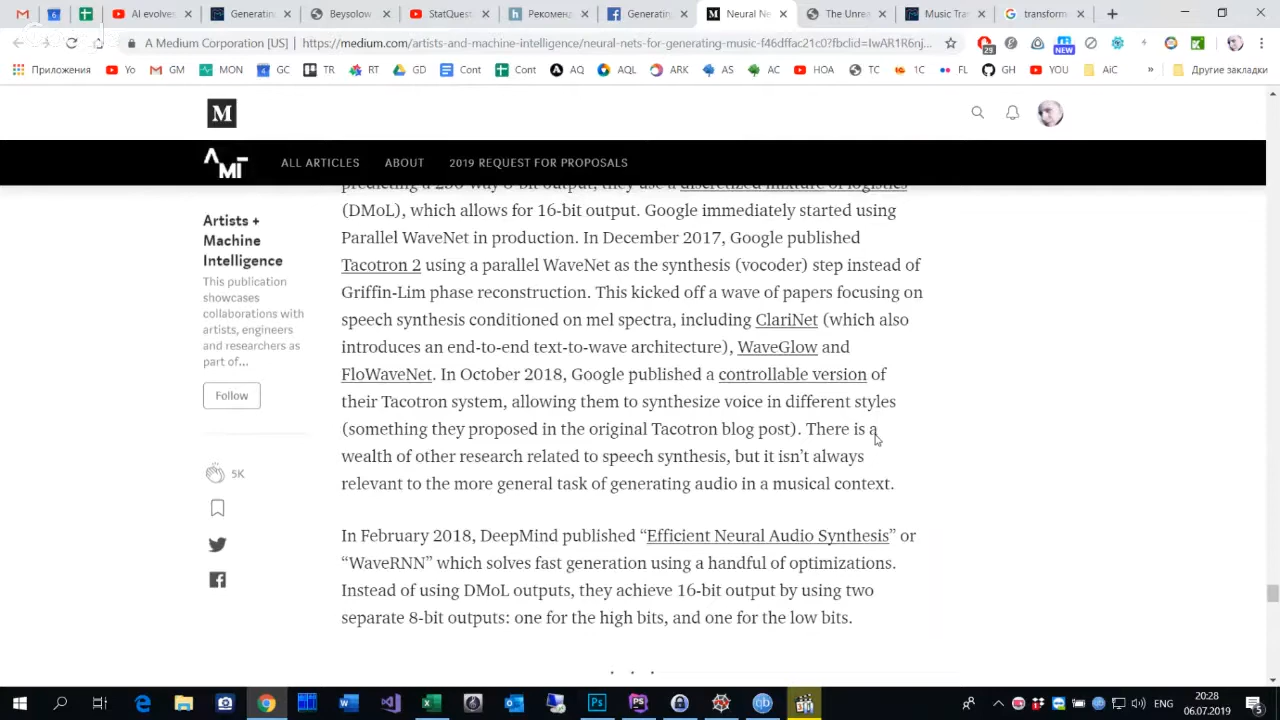 AI evolves
Generatin
Beysolow
StatQuest
Рекоменд
Generatin
Neural Ne
The Unrea
Music Tra
transform
A Medium Corporation [US]
https://medium.com/artists-and-machine-intelligence/neural-nets-for-generating-music-f46dffac21c0?fbclid=IwAR1R6nj...
29
NEW
Приложения
Yo
GM
MON
GC
TR
RT
GD
Cont
Cont
AQ
AQL
ARK
AS
AC
HOA
TC
1C
FL
GH
YOU
AiC
»
Другие закладки
M
AMI
ALL ARTICLES
ABOUT
2019 REQUEST FOR PROPOSALS
Artists +
Machine
Intelligence
This publication
showcases
collaborations with
artists, engineers
and researchers as
part of…
Follow
5K
predicting a 256-way 8-bit output, they use a discretized mixture of logistics
(DMoL), which allows for 16-bit output. Google immediately started using
Parallel WaveNet in production. In December 2017, Google published
Tacotron 2 using a parallel WaveNet as the synthesis (vocoder) step instead of
Griffin-Lim phase reconstruction. This kicked off a wave of papers focusing on
speech synthesis conditioned on mel spectra, including ClariNet (which also
introduces an end-to-end text-to-wave architecture), WaveGlow and
FloWaveNet. In October 2018, Google published a controllable version of
their Tacotron system, allowing them to synthesize voice in different styles
(something they proposed in the original Tacotron blog post). There is a
wealth of other research related to speech synthesis, but it isn’t always
relevant to the more general task of generating audio in a musical context.
In February 2018, DeepMind published “Efficient Neural Audio Synthesis” or
“WaveRNN” which solves fast generation using a handful of optimizations.
Instead of using DMoL outputs, they achieve 16-bit output by using two
separate 8-bit outputs: one for the high bits, and one for the low bits.
. . .
ENG
20:28
06.07.2019
5